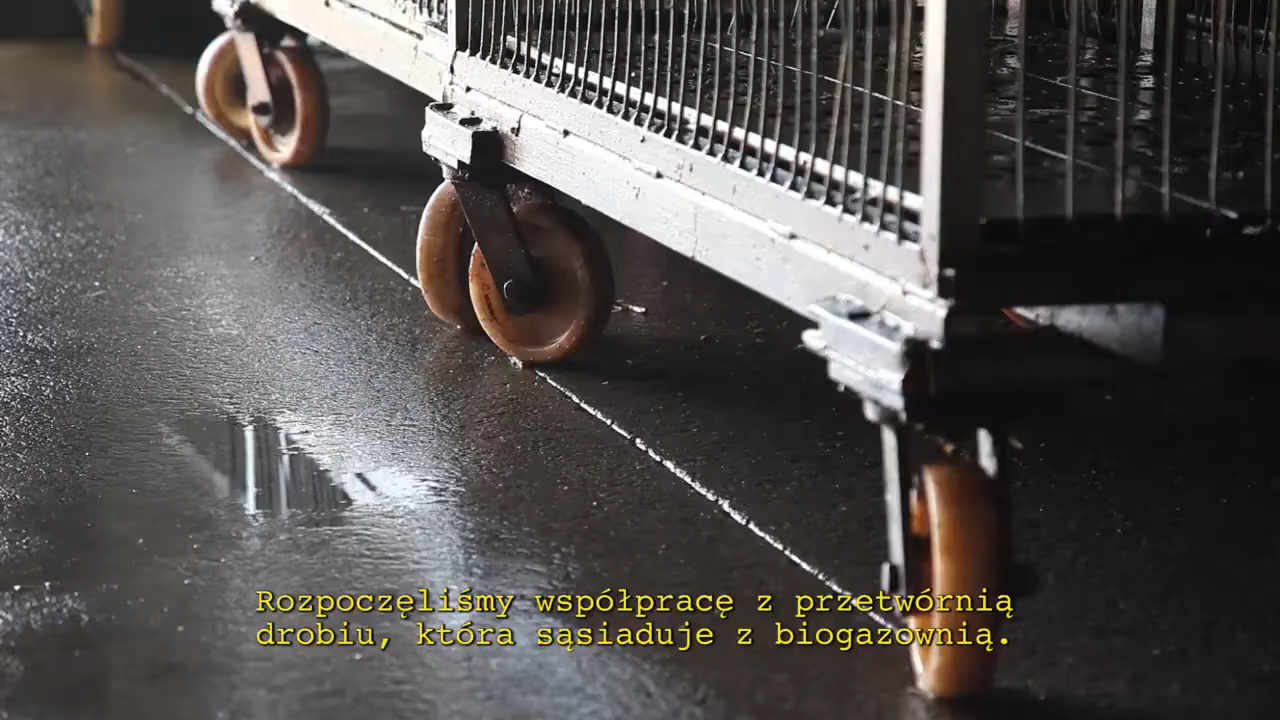 Rozpoczęliśmy współpracę z przetwórnią
drobiu, która sąsiaduje z biogazownią.